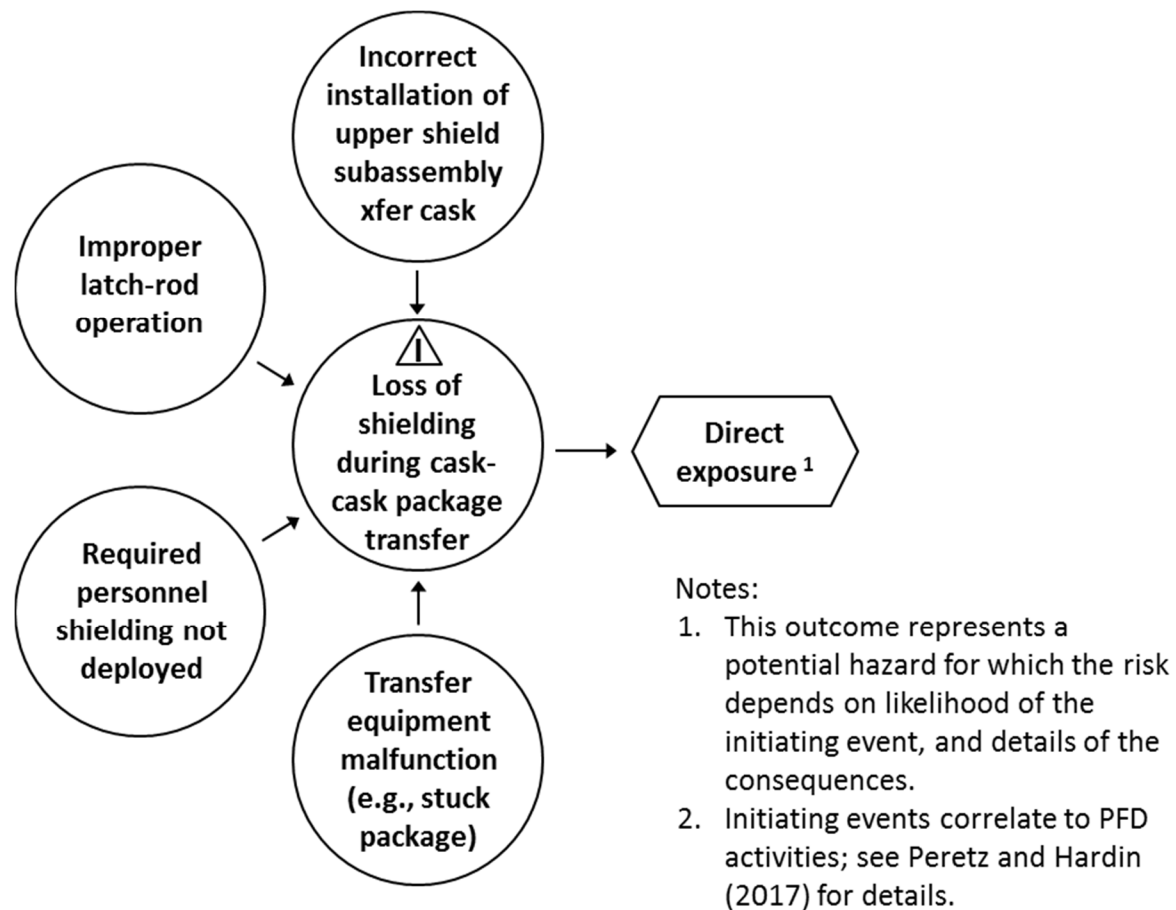 Incorrect
installation of
upper shield
subassembly
xfer cask
Improper
latch-rod
operation
I
Loss of
shielding
during cask-
cask package
transfer
Direct
exposure 1
Required
personnel
shielding not
deployed
Transfer
equipment
malfunction
(e.g., stuck
package)
Notes:
1. This outcome represents a
potential hazard for which the risk
depends on likelihood of the
initiating event, and details of the
consequences.
2. Initiating events correlate to PFD
activities; see Peretz and Hardin
(2017) for details.